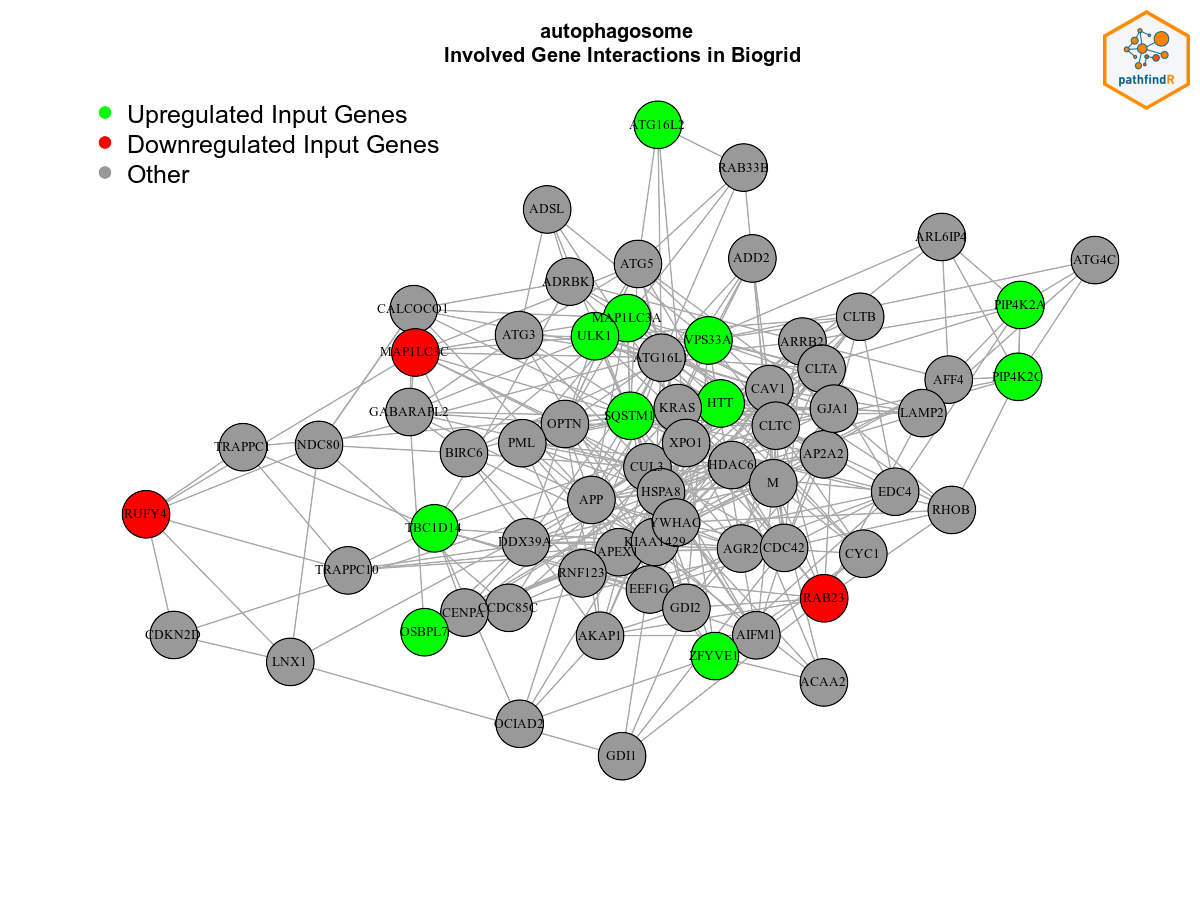 autophagosome
Involved Gene Interactions in Biogrid
pathfindR
Upregulated Input Genes
Downregulated Input Genes
Other
ATG16L2
RAB33B
ADSL
ARL6IP4
ATG5
ADD2
ATG4C
ADRBK
CALCOCO1
PIP4K2A
MAP1LC3A
CLTB
ATG3
ULK1
VPS33A
ARRB2
MAP1LC3C
ATG16L
CLTA
PIP4K2C
AFF4
CAV1
HTT
KRAS
GJA1
LAMP2
GABARAPL2
SQSTM1
OPTN
CLTC
TRAPPC
NDC80
PML
XPO1
BIRC6
AP2A2
CUL3
HDAC6
M
HSPA8
EDC4
APP
RHOB
RUFY4
YWHAG
TBC1D14
DDX39A
KIAA1429
APEX1
AGR2
CDC42
CYC1
TRAPPC10
RNF123
EEF1G
RAB23
CENPA
CCDC85C
GDI2
CDKN2D
OSBPL7
AKAP1
AIFM1
LNX1
ZFYVE1
ACAA2
OCIAD2
GDI1